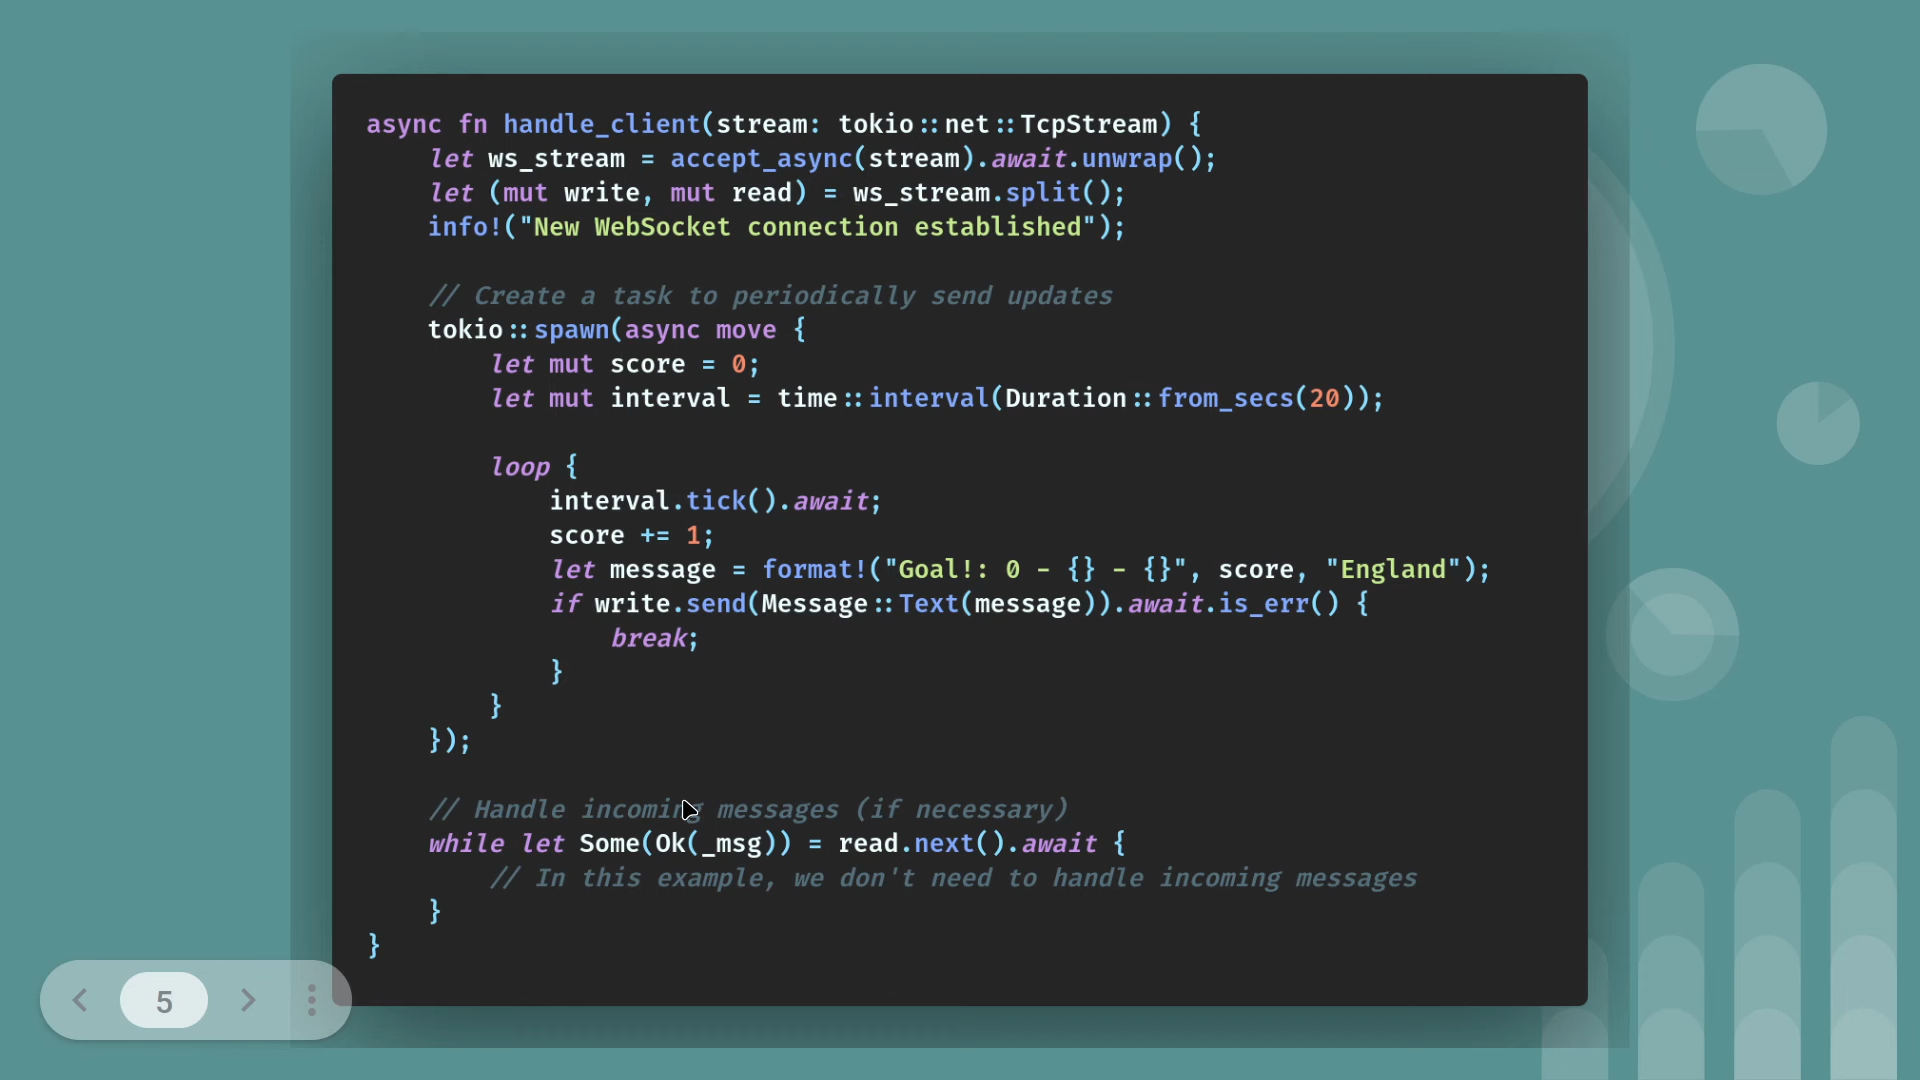 async fn handle_client(stream: tokio::net::TcpStream) {
    let ws_stream = accept_async(stream).await.unwrap();
    let (mut write, mut read) = ws_stream.split();
    info!("New WebSocket connection established");
    // Create a task to periodically send updates
    tokio::spawn(async move {
        let mut score = 0;
        let mut interval = time::interval(Duration::from_secs(20));
        loop {
            interval.tick().await;
            score += 1;
            let message = format!("Goal!: 0 - {} - {}", score, "England");
            if write.send(Message::Text(message)).await.is_err() {
                break;
            }
        }
    });
    // Handle incoming messages (if necessary)
    while let Some(Ok(_msg)) = read.next().await {
        // In this example, we don't need to handle incoming messages
    }
}
5